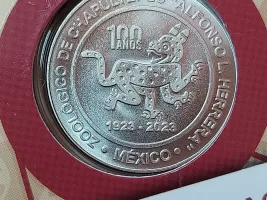 ZOOLÓGICO DE CHAPULTEPEC "ALFONSO L. HERRERA"
100
AÑOS
1923 - 2023
• MÉXICO •